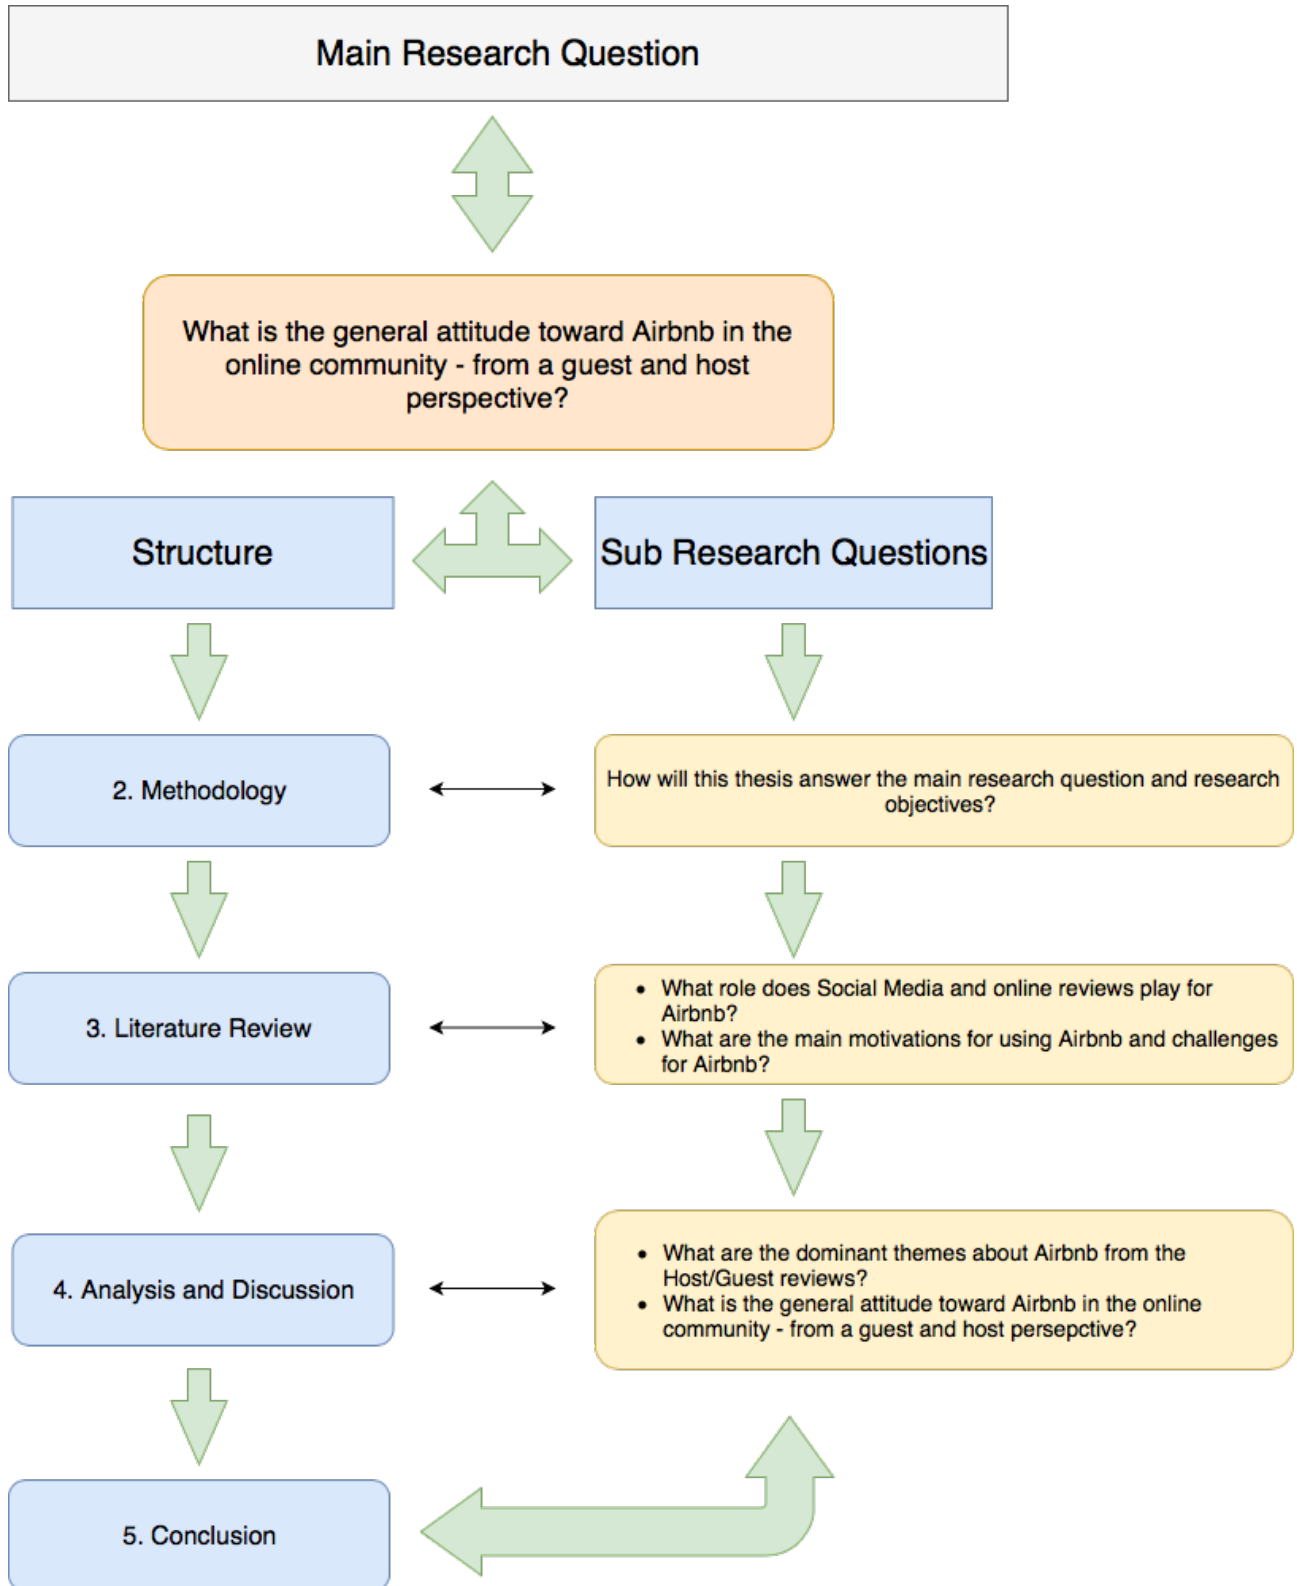 Main Research Question
What is the general attitude toward Airbnb in the
online community - from a guest and host
perspective?
Structure
Sub Research Questions
2. Methodology
How will this thesis answer the main research question and research
objectives?
3. Literature Review
• What role does Social Media and online reviews play for
Airbnb?
• What are the main motivations for using Airbnb and challenges
for Airbnb?
4. Analysis and Discussion
• What are the dominant themes about Airbnb from the
Host/Guest reviews?
• What is the general attitude toward Airbnb in the online
community - from a guest and host persepctive?
5. Conclusion